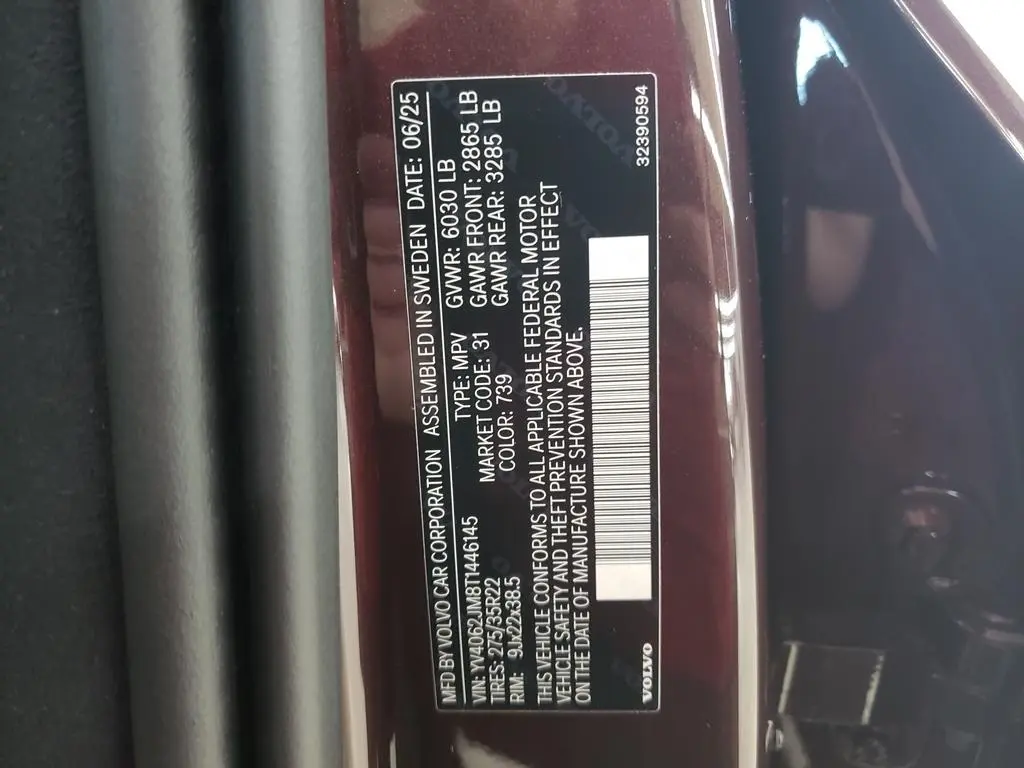 MFD BY VOLVO CAR CORPORATION ASSEMBLED IN SWEDEN DATE: 06/25
VIN: YV4062JM8T1446145 TYPE: MPV GVWR: 6030 LB
TIRES: 275/35R22 MARKET CODE: 31 GAWR FRONT: 2865 LB
RIM: 9Jx22x38.5 COLOR: 739 GAWR REAR: 3285 LB
THIS VEHICLE CONFORMS TO ALL APPLICABLE FEDERAL MOTOR
VEHICLE SAFETY AND THEFT PREVENTION STANDARDS IN EFFECT
ON THE DATE OF MANUFACTURE SHOWN ABOVE.
VOLVO 32390594